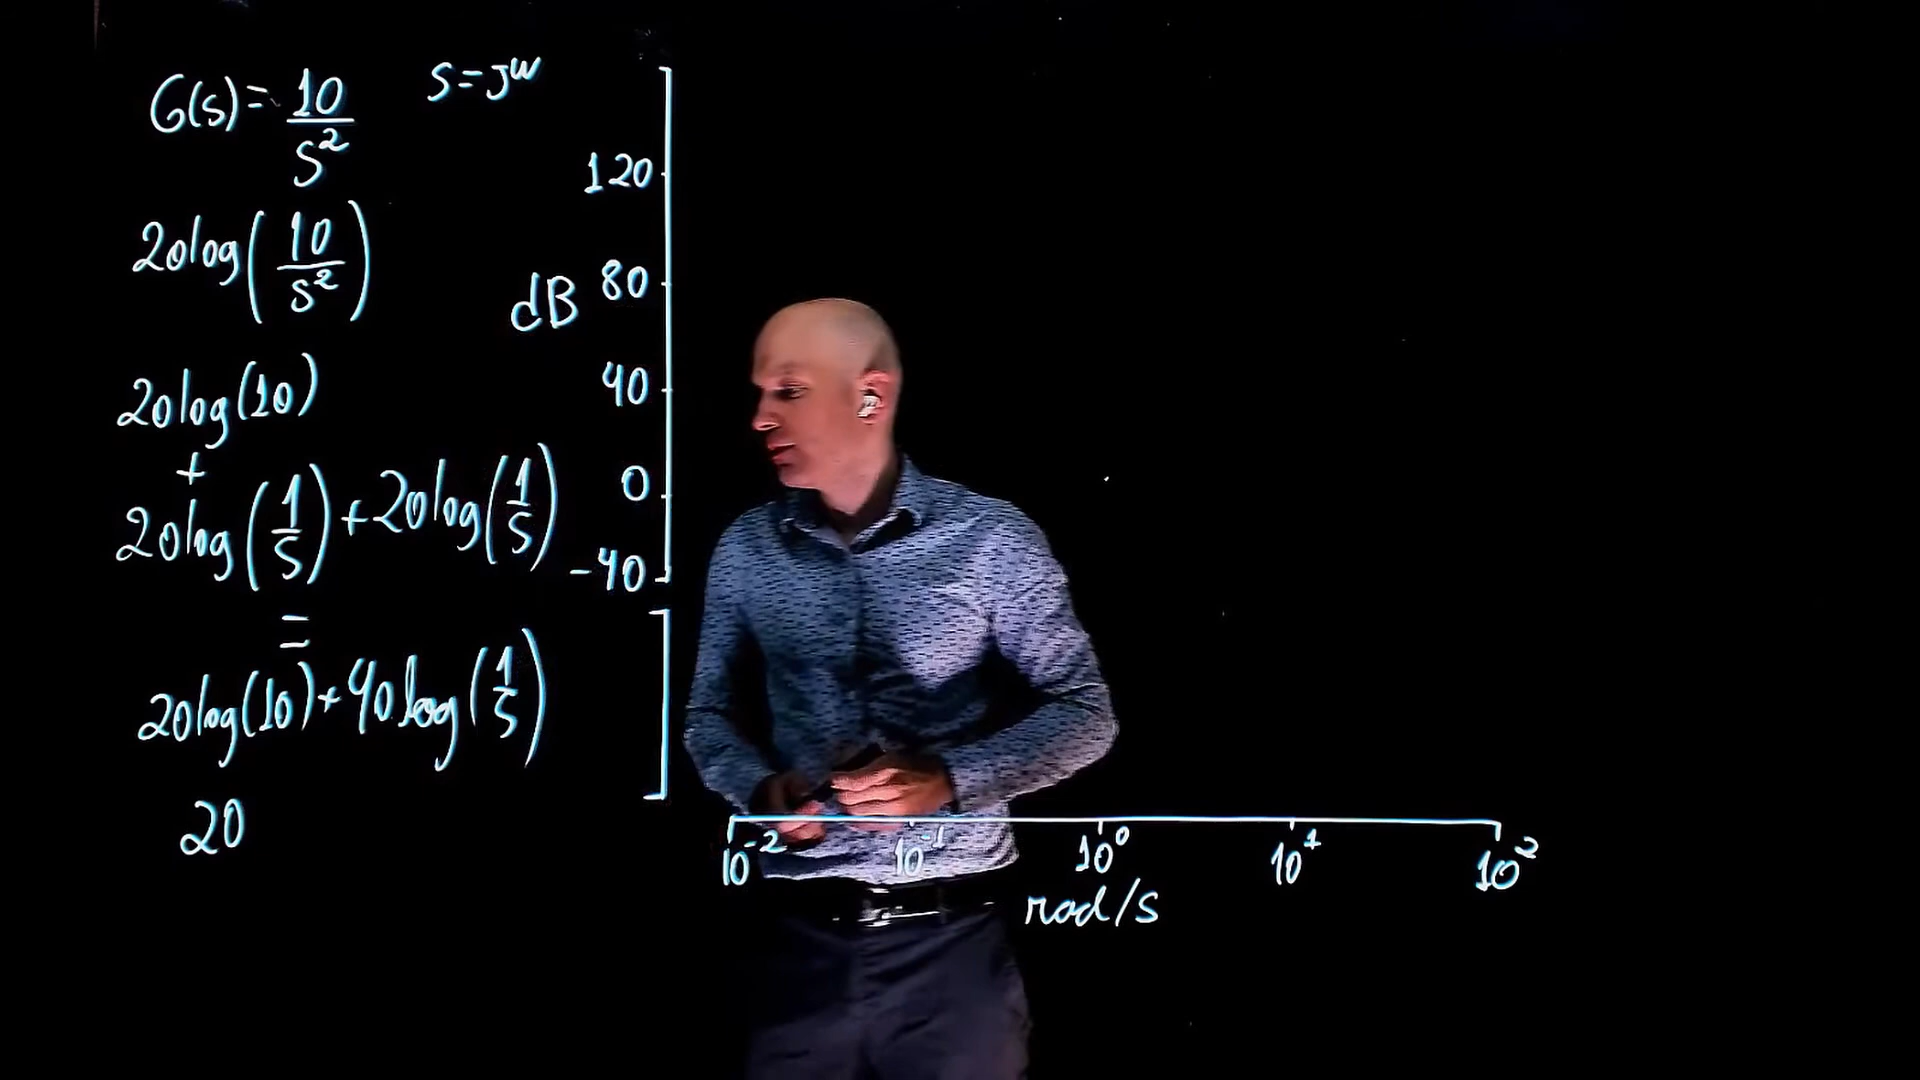 G(s)= 10/s²
s=jw
20log(10/s²)
20log(10)
+
20log(1/s)+20log(1/s)
=
20log(10)+40log(1/s)
20
dB
120
80
40
0
-40
10⁻² 10⁻¹ 10⁰ 10¹ 10²
rad/s